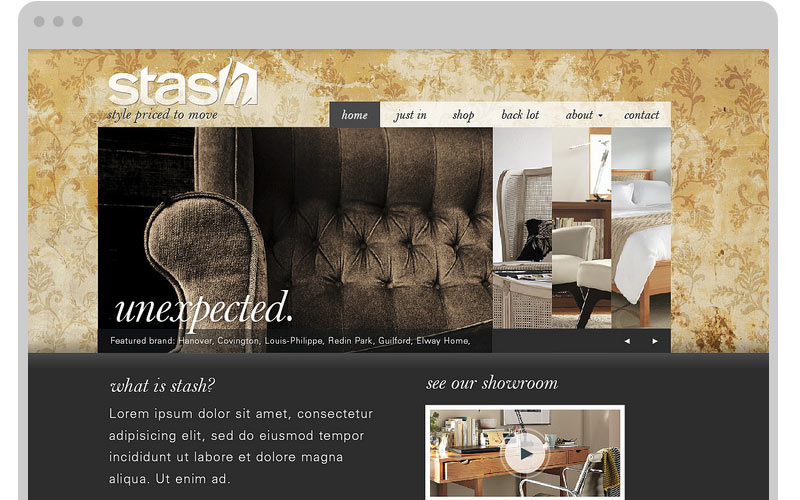 stash
style priced to move
home just in shop back lot about contact
unexpected.
Featured brand: Hanover, Covington, Louis-Philippe, Redin Park, Guilford, Elway Home,
what is stash?
Lorem ipsum dolor sit amet, consectetur
adipisicing elit, sed do eiusmod tempor
incididunt ut labore et dolore magna
aliqua. Ut enim ad.
see our showroom